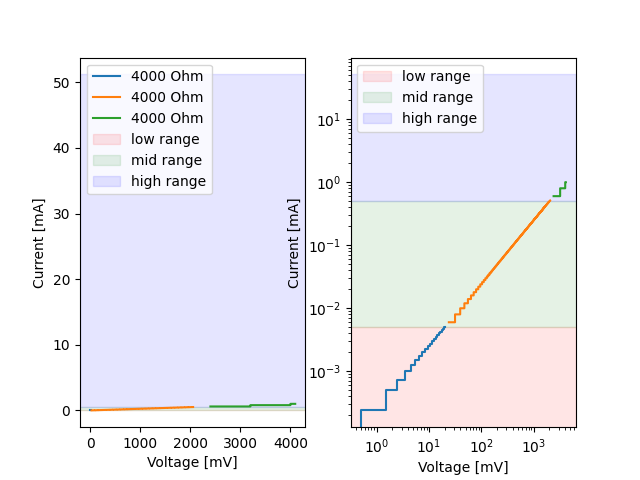 4000 Ohm
4000 Ohm
4000 Ohm
low range
mid range
high range
50
40
30
20
10
0
Current [mA]
0 1000 2000 3000 4000
Voltage [mV]
low range
mid range
high range
10¹
10⁰
10⁻¹
10⁻²
10⁻³
Current [mA]
10⁰ 10¹ 10² 10³
Voltage [mV]